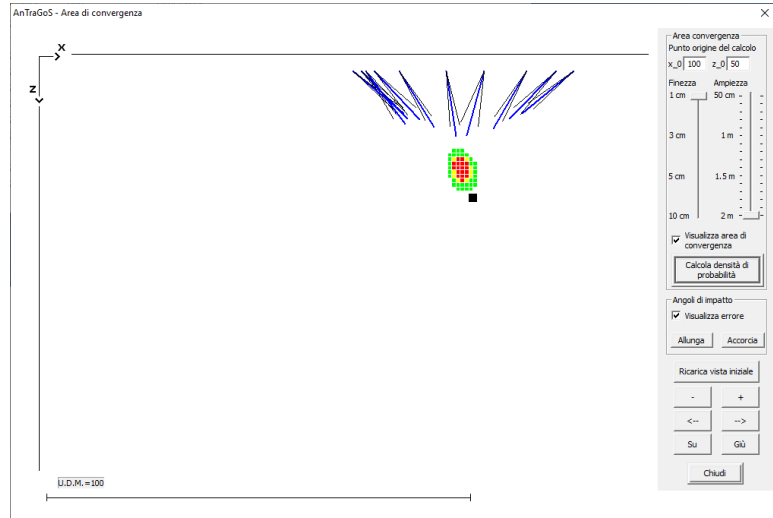 AnTraGoS - Area di convergenza
X
Z
U.D.M.=100
Area convergenza
Punto origine del calcolo
x_0 100 z_0 50
Finezza Ampiezza
1 cm 50 cm
3 cm 1 m
5 cm 1.5 m
10 cm 2 m
Visualizza area di
convergenza
Calcola densità di
probabilità
Angoli di impatto
Visualizza errore
Allunga Accorcia
Ricarica vista iniziale
- +
<-- -->
Su Giù
Chiudi